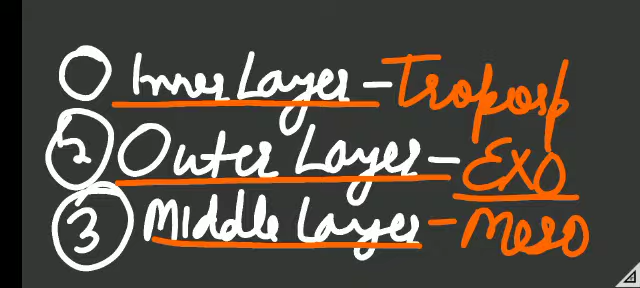 Inner Layer - Troposp
② Outer Layer - EXO
③ Middle Layer - Meso